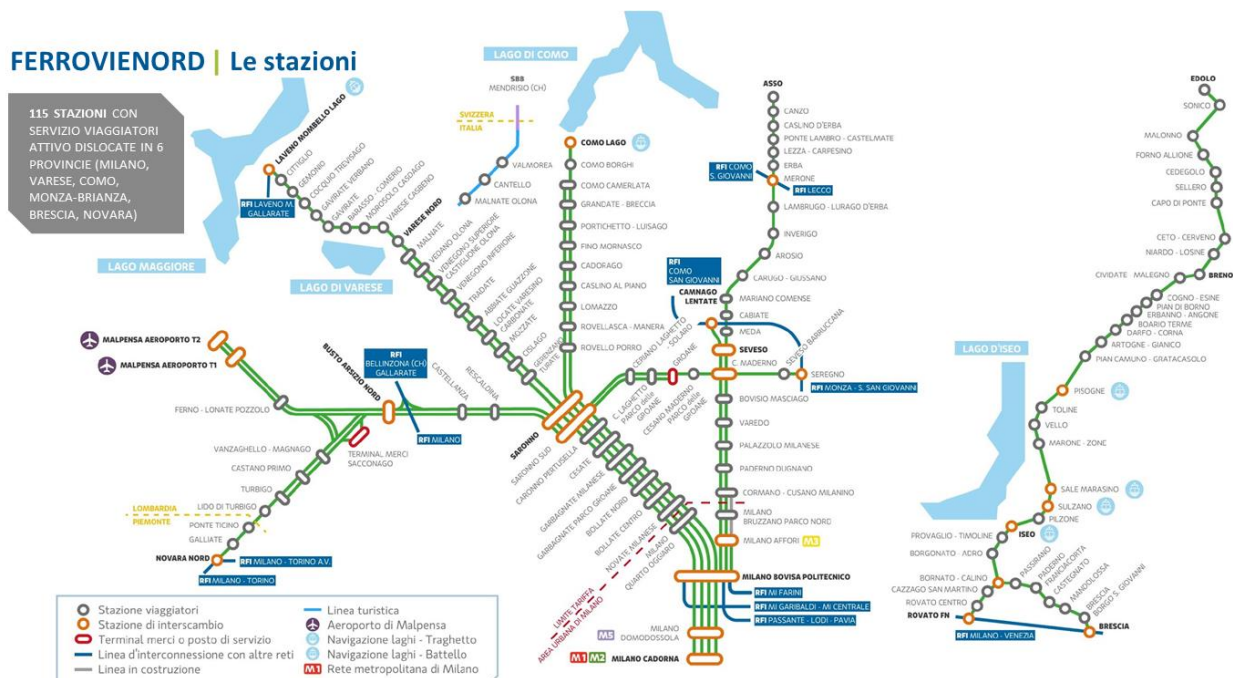 FERROVIENORD | Le stazioni
115 STAZIONI CON
SERVIZIO VIAGGIATORI
ATTIVO DISLOCATE IN 6
PROVINCIE (MILANO,
VARESE, COMO,
MONZA-BRIANZA,
BRESCIA, NOVARA)
LAGO DI COMO
SBB
MENDRISIO (CH)
SVIZZERA
ITALIA
VALMOREA
CANTELLO
MALNATE OLONA
LAGO MAGGIORE
LAGO DI VARESE
LAGO D'ISEO
LAVENO MOMBELLO LAGO
RFI LAVENO M.
GALLARATE
CITTIGLIO
GEMONIO
COCQUIO TREVISAGO
GAVIRATE VERBANO
GAVIRATE
BARASSO - COMERIO
MOROSOLO CASDAGO
VARESE CASBENO
VARESE NORD
MALNATE
VEDANO OLONA
VENEGONO SUPERIORE
CASTIGLIONE OLONA
VENEGONO INFERIORE
TRADATE
ABBIATE GUAZZONE
LOCATE VARESINO
CARBONATE
MOZZATE
CISLAGO
GERENZANO
TURATE
COMO LAGO
COMO BORGHI
COMO CAMERLATA
GRANDATE - BRECCIA
PORTICHETTO - LUISAGO
FINO MORNASCO
CADORAGO
CASLINO AL PIANO
LOMAZZO
ROVELLASCA - MANERA
ROVELLO PORRO
ASSO
CANZO
CASLINO D'ERBA
PONTE LAMBRO - CASTELMATE
LEZZA - CARPESINO
ERBA
RFI COMO
S. GIOVANNI
MERONE
RFI LECCO
LAMBRUGO - LURAGO D'ERBA
INVERIGO
AROSIO
CARUGO - GIUSSANO
MARIANO COMENSE
CABIATE
MEDA
RFI
COMO
SAN GIOVANNI
CAMNAGO
LENTATE
SEVESO
C. MADERNO
SEVESO BARRUCCANA
SEREGNO
RFI MONZA - S. SAN GIOVANNI
CERIANO LAGHETTO
- SOLARO
GROANE
C. LAGHETTO
PARCO delle
GROANE
CESANO MADERNO
PARCO delle
GROANE
BOVISIO MASCIAGO
VAREDO
PALAZZOLO MILANESE
PADERNO DUGNANO
CORMANO - CUSANO MILANINO
MILANO
BRUZZANO PARCO NORD
MILANO AFFORI M3
MALPENSA AEROPORTO T2
MALPENSA AEROPORTO T1
FERNO - LONATE POZZOLO
BUSTO ARSIZIO NORD
RFI
BELLINZONA (CH)
GALLARATE
RFI MILANO
CASTELLANZA
RESCALDINA
SARONNO
VANZAGHELLO - MAGNAGO
TERMINAL MERCI
SACCONAGO
CASTANO PRIMO
TURBIGO
LOMBARDIA
PIEMONTE
LIDO DI TURBIGO
PONTE TICINO
GALLIATE
NOVARA NORD
RFI MILANO - TORINO A.V.
RFI MILANO - TORINO
SARONNO SUD
CARONNO PERTUSELLA
CESATE
GARBAGNATE MILANESE
GARBAGNATE PARCO GROANE
BOLLATE NORD
BOLLATE CENTRO
NOVATE MILANESE
MILANO
QUARTO OGGIARO
LIMITE TARIFFA
AREA URBANA DI MILANO
MILANO BOVISA POLITECNICO
RFI MI FARINI
RFI MI GARIBALDI - MI CENTRALE
RFI PASSANTE - LODI - PAVIA
M5 MILANO
DOMODOSSOLA
M1 M2 MILANO CADORNA
EDOLO
SONICO
MALONNO
FORNO ALLIONE
CEDEGOLO
SELLERO
CAPO DI PONTE
CETO - CERVENO
NIARDO - LOSINE
BRENO
CIVIDATE MALEGNO
COGNO - ESINE
PIAN DI BORNO
ERBANNO - ANGONE
BOARIO TERME
DARFO - CORNA
ARTOGNE - GIANICO
PIAN CAMUNO - GRATACASOLO
PISOGNE
TOLINE
VELLO
MARONE - ZONE
SALE MARASINO
SULZANO
PILZONE
ISEO
PROVAGLIO - TIMOLINE
BORGONATO - ADRO
BORNATO - CALINO
CAZZAGO SAN MARTINO
ROVATO CENTRO
ROVATO FN
PASSIRANO
PADERNO
FRANCIACORTA
CASTEGNATO
MANDOLOSSA
BRESCIA
BORGO S. GIOVANNI
BRESCIA
RFI MILANO - VENEZIA
Stazione viaggiatori
Stazione di interscambio
Terminal merci o posto di servizio
Linea d'interconnessione con altre reti
Linea in costruzione
Linea turistica
Aeroporto di Malpensa
Navigazione laghi - Traghetto
Navigazione laghi - Battello
M1 Rete metropolitana di Milano